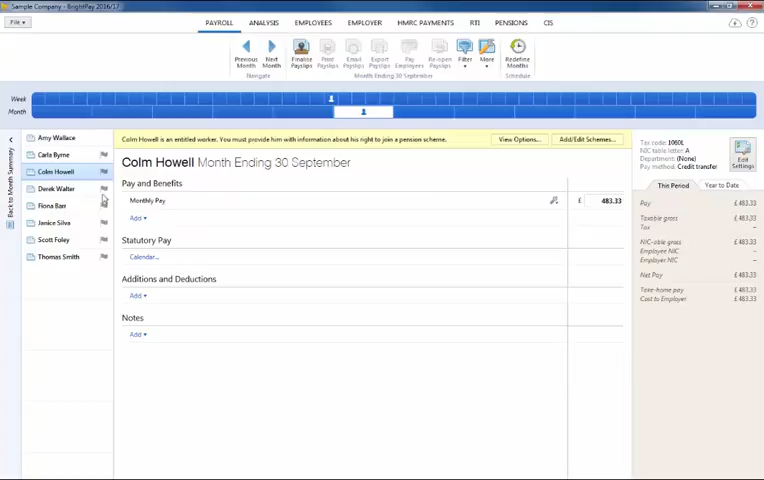 Sample Company - BrightPay 2016/17
File
PAYROLL ANALYSIS EMPLOYEES EMPLOYER HMRC PAYMENTS RTI PENSIONS CIS
Previous Month
Next Month
Finalise Payslips
Print Payslips
Email Payslips
Export Payslips
Pay Employees
Re-open Payslips
Filter
More
Redefine Months
Navigate
Month Ending 30 September
Schedule
Week
Month
Back to Month Summary
Amy Wallace
Carla Byrne
Colm Howell
Derek Walter
Fiona Barr
Janice Silva
Scott Foley
Thomas Smith
Colm Howell is an entitled worker. You must provide him with information about his right to join a pension scheme.
View Options...
Add/Edit Schemes...
Colm Howell Month Ending 30 September
Pay and Benefits
Monthly Pay £ 483.33
Add
Statutory Pay
Calendar...
Additions and Deductions
Add
Notes
Add
Tax code: 1060L
NIC table letter: A
Department: (None)
Pay method: Credit transfer
Edit Settings
This Period Year to Date
Pay £ 483.33
Taxable gross £ 483.33
Tax –
NIC-able gross £ 483.33
Employee NIC –
Employer NIC –
Net Pay £ 483.33
Take-home pay £ 483.33
Cost to Employer £ 483.33